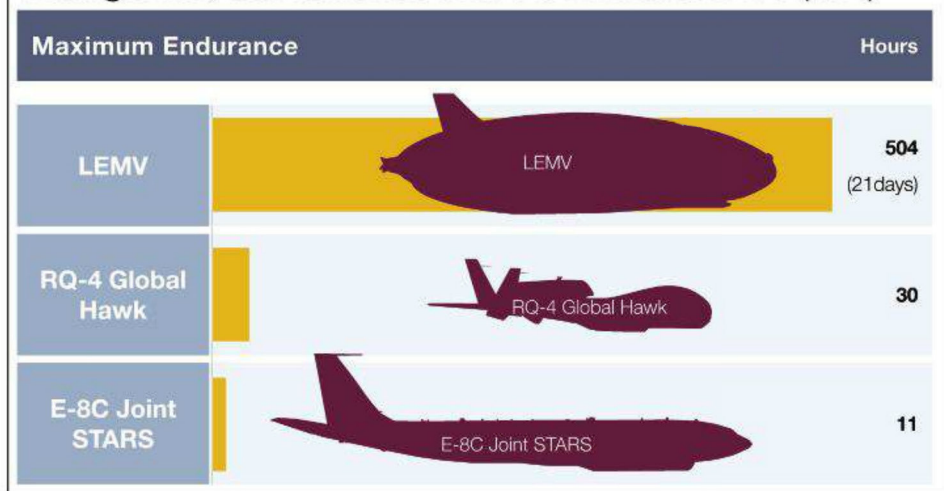 Maximum Endurance Hours
LEMV
LEMV
504
(21days)
RQ-4 Global
Hawk
RQ-4 Global Hawk
30
E-8C Joint
STARS
E-8C Joint STARS
11